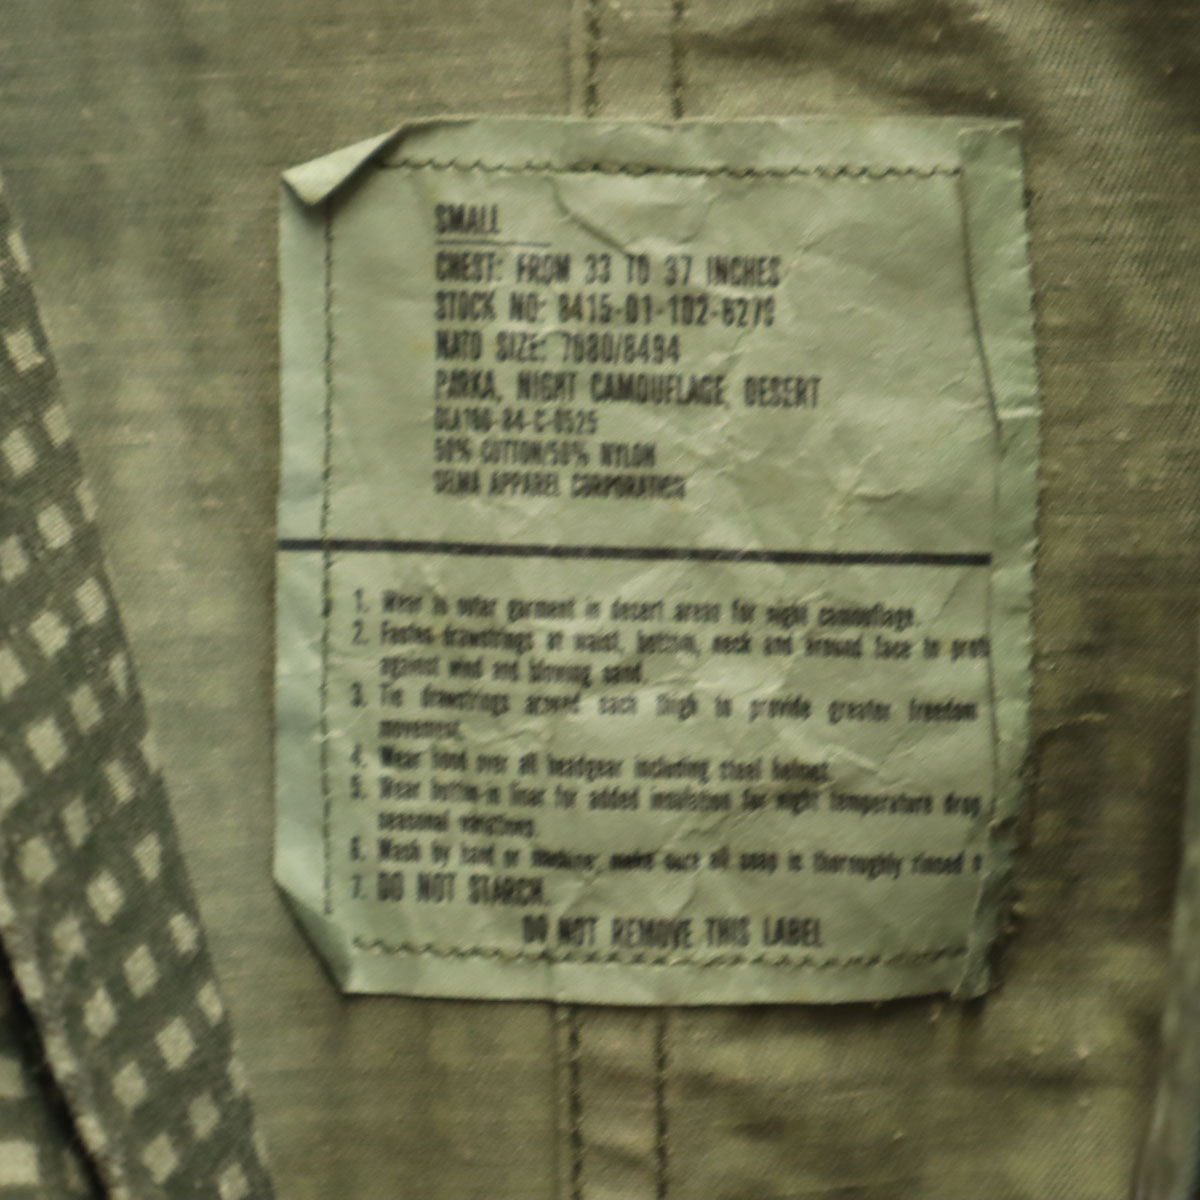 SMALL
CHEST: FROM 33 TO 37 INCHES
STOCK NO: 8415-01-102-
NATO SIZE: 7080/8494
PARKA, NIGHT CAMOUFLAGE, DESERT
DLA100-84-C-0525
50% COTTON/50% NYLON
SELMA APPAREL CORPORATION
1. Wear is outer garment in desert areas for night camouflage.
2. Fasten drawstrings at waist, bottom, neck and around face to prot
against wind and blowing sand.
3. Tie drawstrings around each thigh to provide greater freedom
movement.
4. Wear hood over all headgear including steel helmet.
5. Wear button-in liner for added insulation for night temperature drop
seasonal variations.
6. Wash by hand or machine; make sure all soap is thoroughly rinsed
7. DO NOT STARCH.
DO NOT REMOVE THIS LABEL